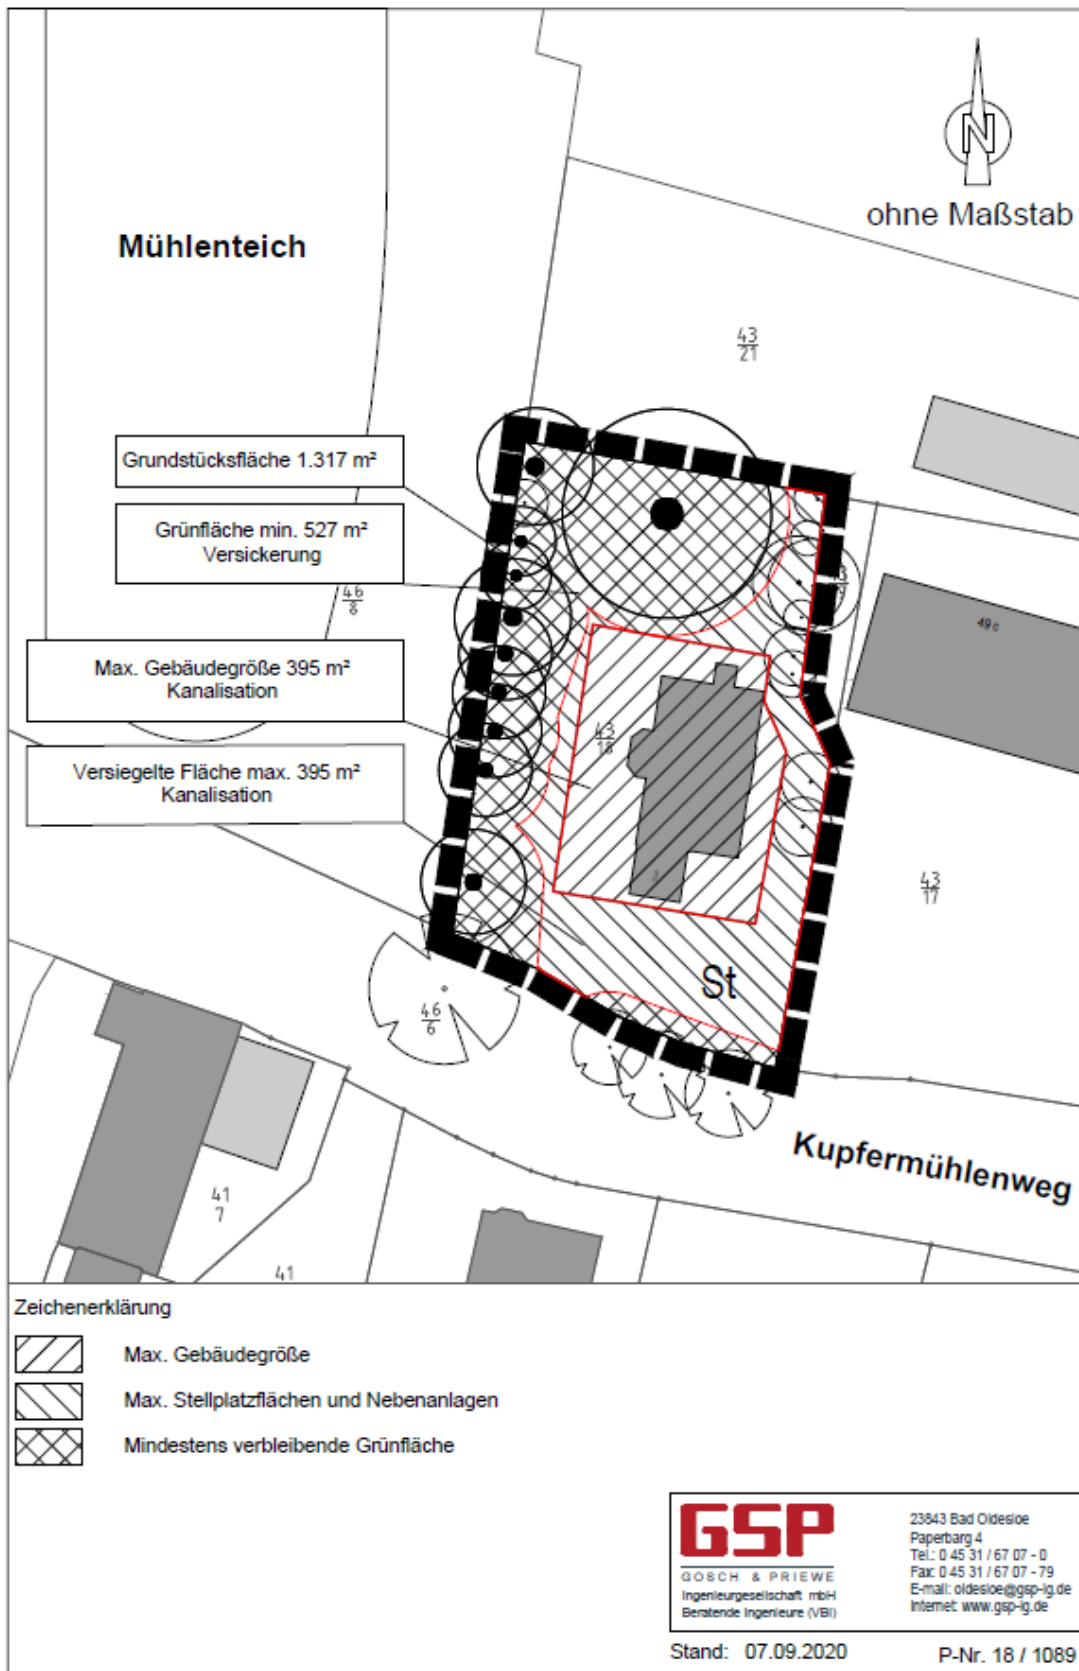 N
ohne Maßstab
Mühlenteich
43
21
Grundstücksfläche 1.317 m²
Grünfläche min. 527 m²
Versickerung
46
8
49 c
Max. Gebäudegröße 395 m²
Kanalisation
43
18
Versiegelte Fläche max. 395 m²
Kanalisation
43
17
St
46
6
Kupfermühlenweg
41
7
41
Zeichenerklärung
Max. Gebäudegröße
Max. Stellplatzflächen und Nebenanlagen
Mindestens verbleibende Grünfläche
GSP
GOSCH & PRIEWE
Ingenieurgesellschaft mbH
Beratende Ingenieure (VBI)
23843 Bad Oldesloe
Paperbarg 4
Tel.: 0 45 31 / 67 07 - 0
Fax: 0 45 31 / 67 07 - 79
E-mail: oldesloe@gsp-ig.de
Internet: www.gsp-ig.de
Stand: 07.09.2020
P-Nr. 18 / 1089